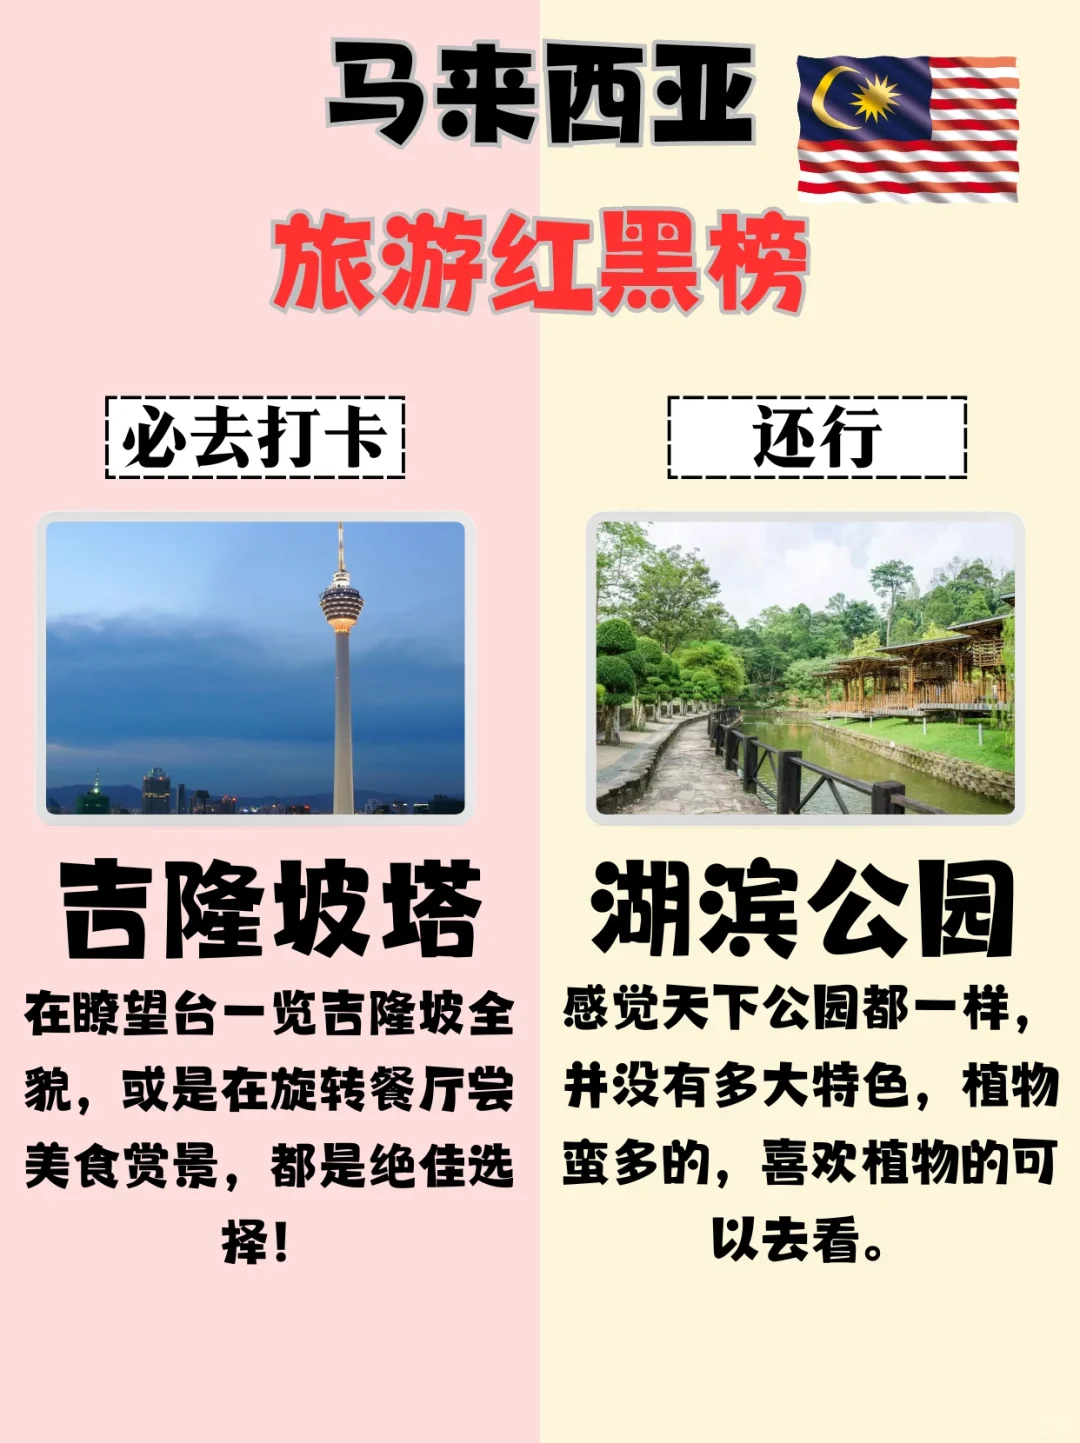 马来西亚
旅游红黑榜
必去打卡
吉隆坡塔
在瞭望台一览吉隆坡全
貌，或是在旋转餐厅尝
美食赏景，都是绝佳选
择！
还行
湖滨公园
感觉天下公园都一样，
并没有多大特色，植物
蛮多的，喜欢植物的可
以去看。